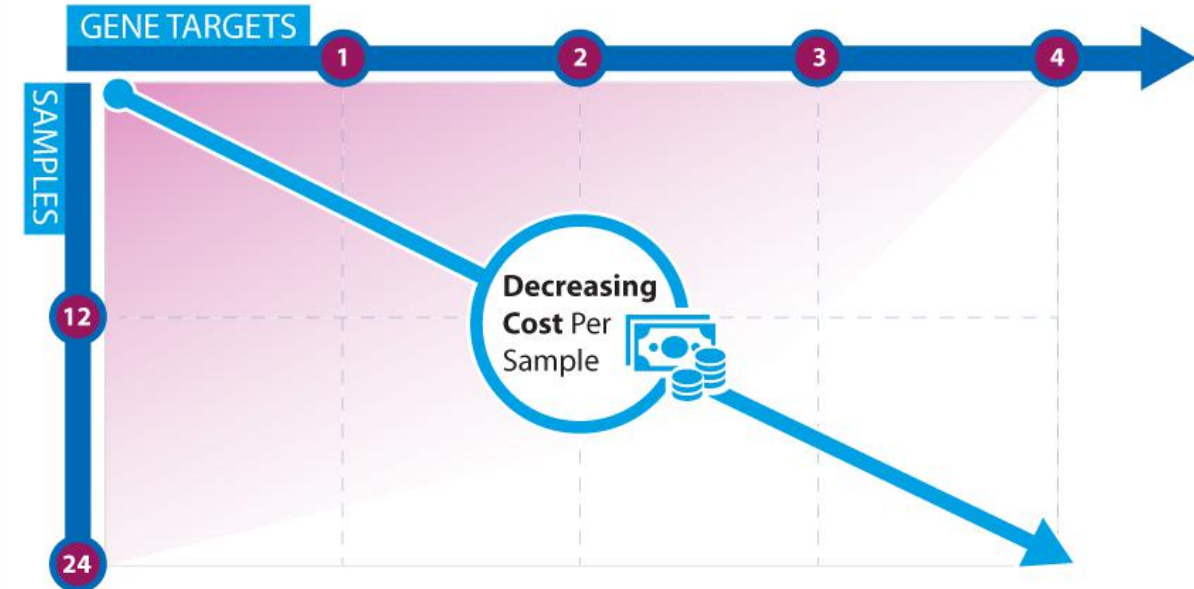 GENE TARGETS
1
2
3
4
SAMPLES
12
24
Decreasing
Cost Per
Sample